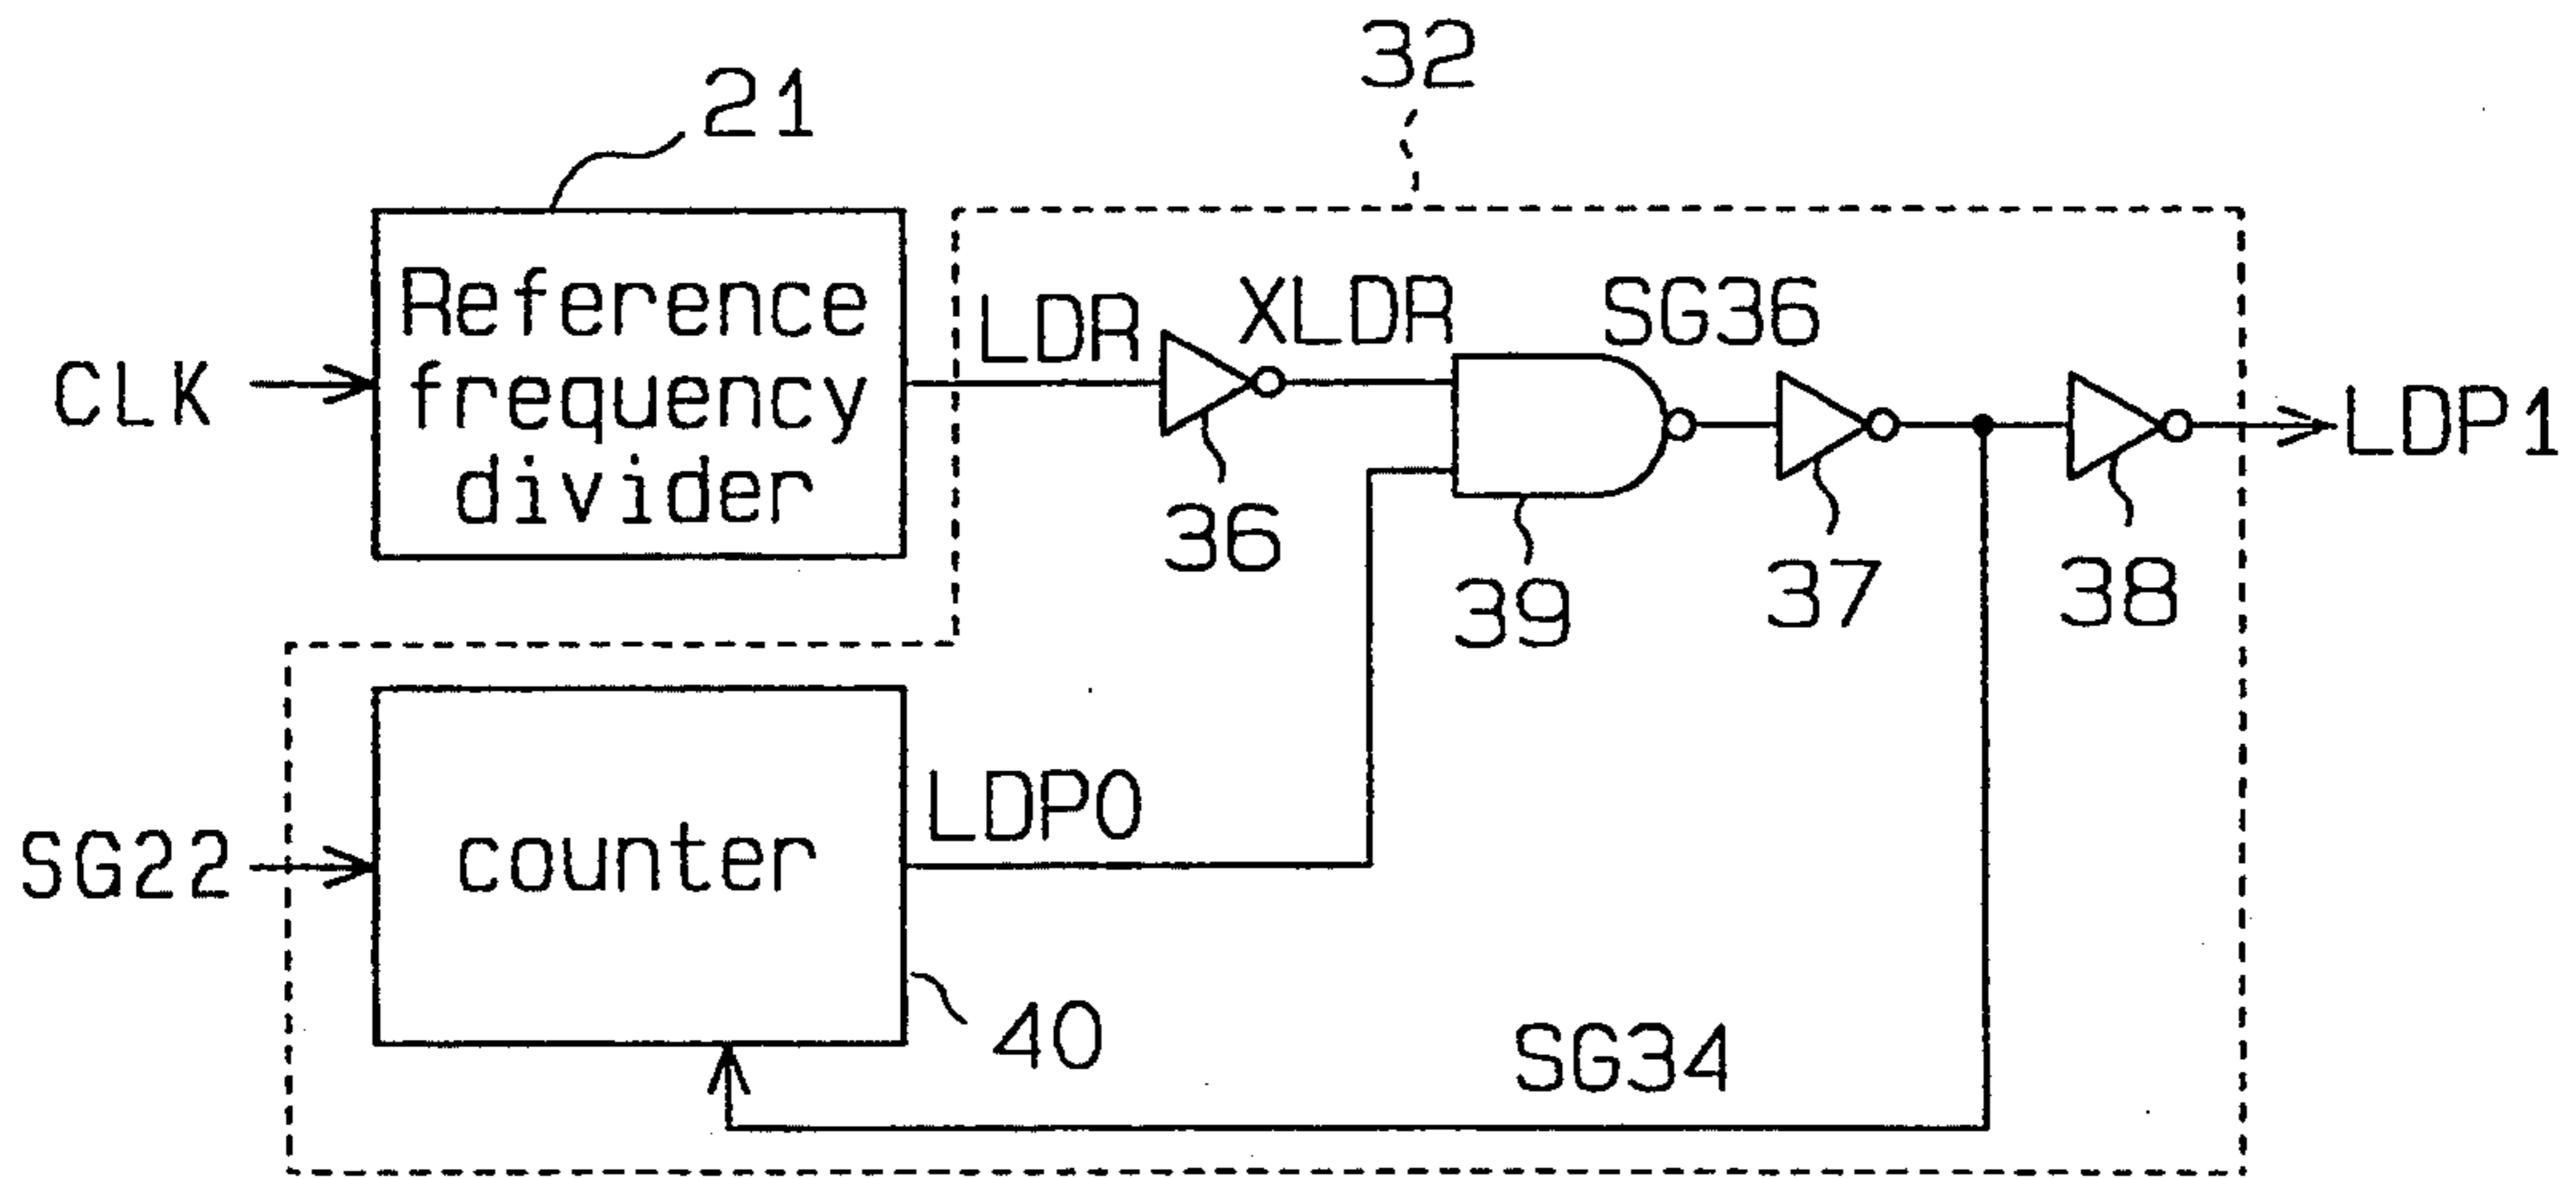 32
21
Reference
frequency
divider
CLK
LDR
XLDR
SG36
LDP1
36
39
37
38
counter
SG22
LDP0
40
SG34